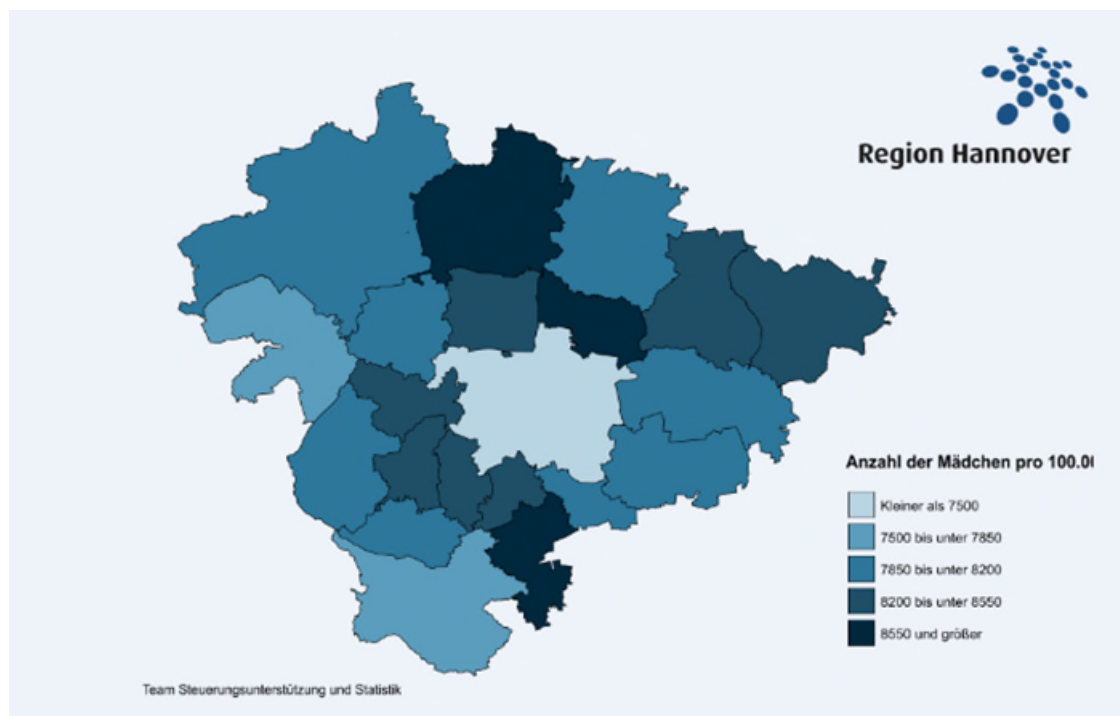 Region Hannover
Anzahl der Mädchen pro 100.0
Kleiner als 7500
7500 bis unter 7850
7850 bis unter 8200
8200 bis unter 8550
8550 und größer
Team Steuerungsunterstützung und Statistik